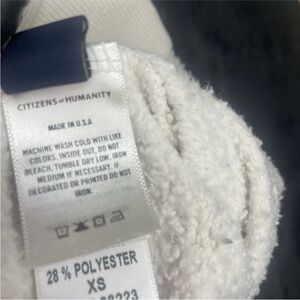 CITIZENS of HUMANITY
MADE IN U.S.A
MACHINE WASH COLD WITH LIKE
COLORS. INSIDE OUT. DO NOT
BLEACH, TUMBLE DRY LOW. IRON
MEDIUM IF NECESSARY. IF
DECORATED OR PRINTED DO NOT
IRON.
28 % POLYESTER
XS